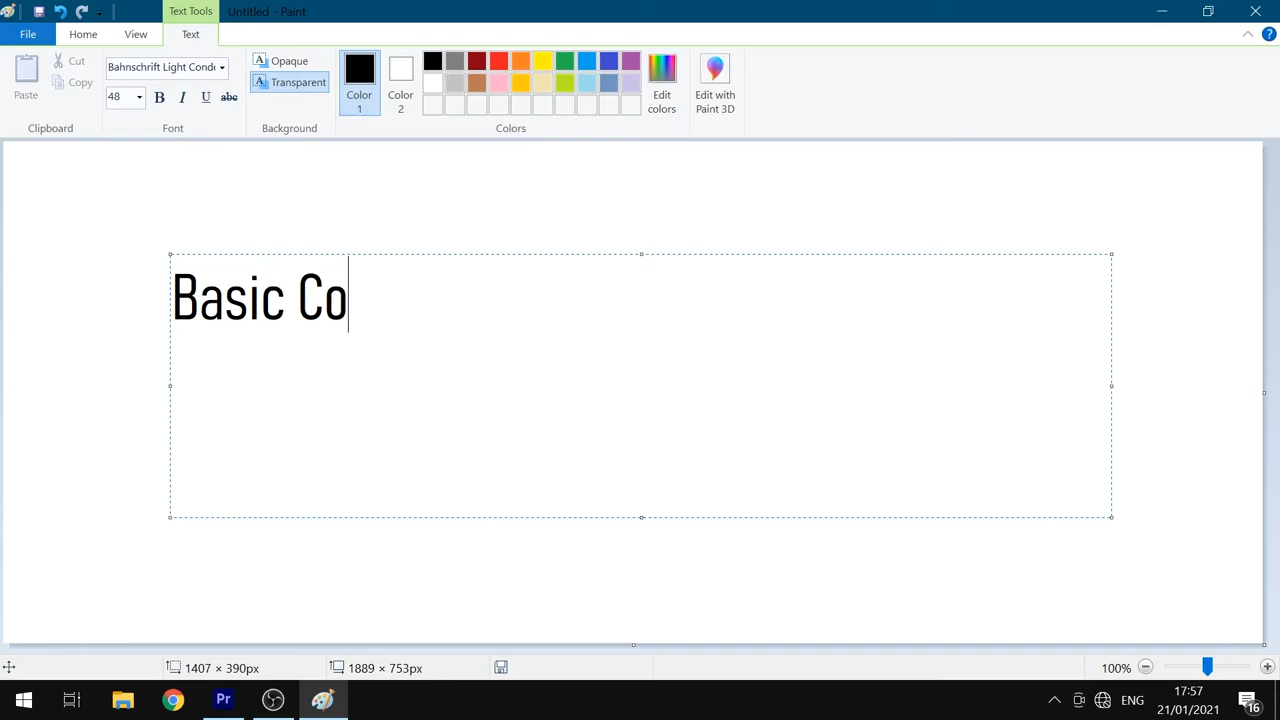 Text Tools
Untitled - Paint
File
Home
View
Text
Paste
Cut
Copy
Clipboard
Bahnschrift Light Conde
48
B
I
U
abc
Font
A
Opaque
A
Transparent
Background
Color
1
Color
2
Edit
colors
Colors
Edit with
Paint 3D
Basic Co
1407 × 390px
1889 × 753px
100%
Pr
ENG
17:57
21/01/2021
16